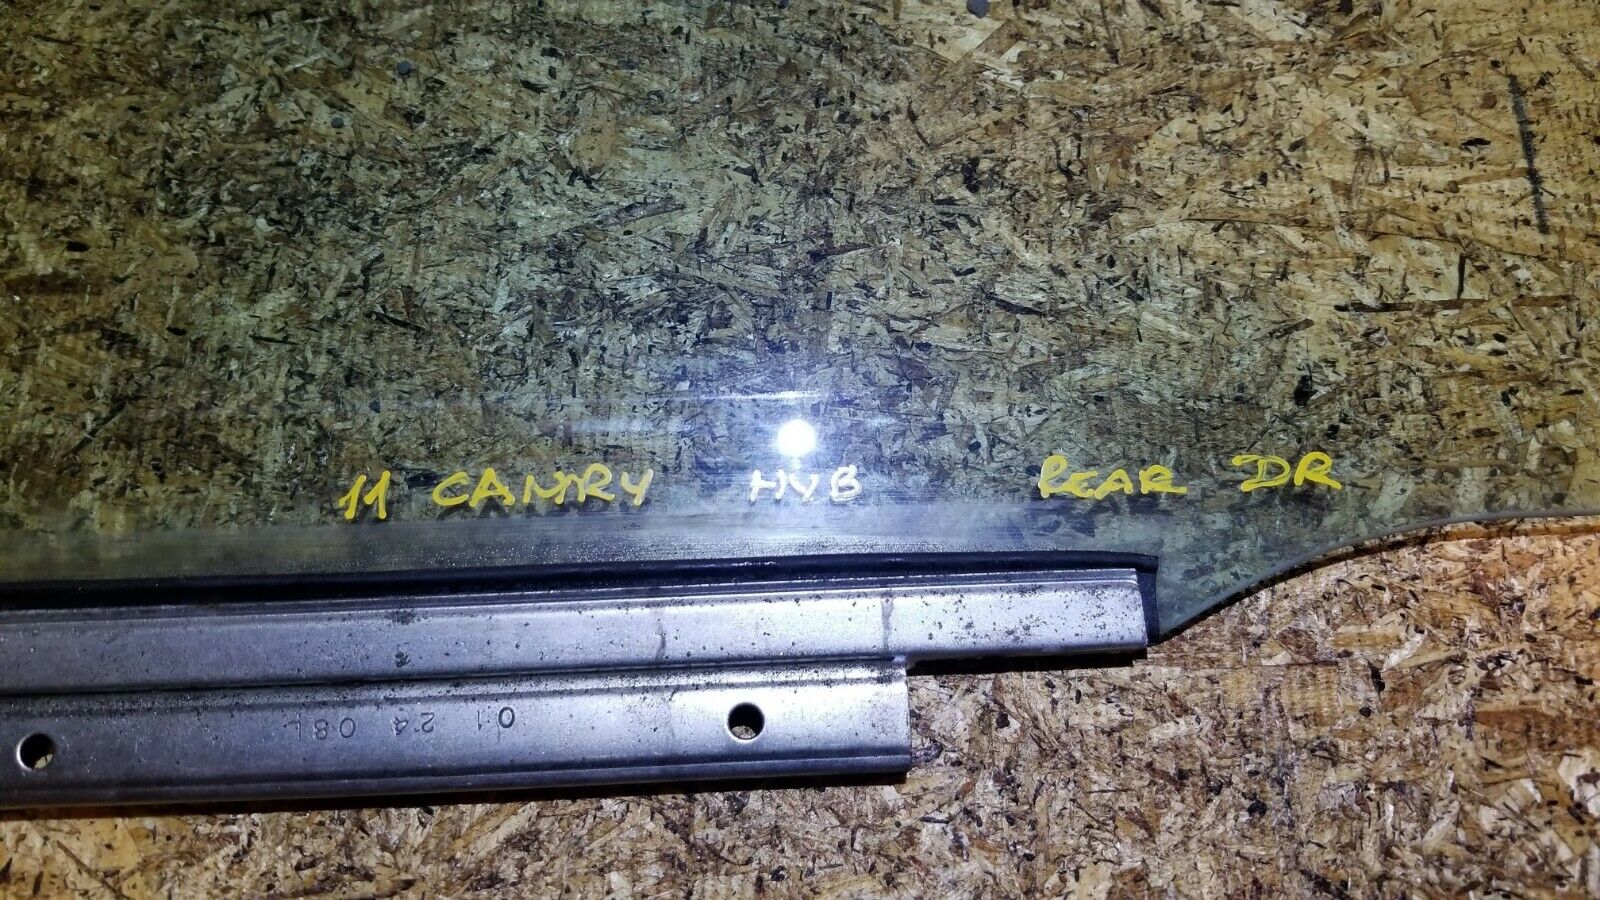 11 CAMRY HYB REAR DR
01 24 08L